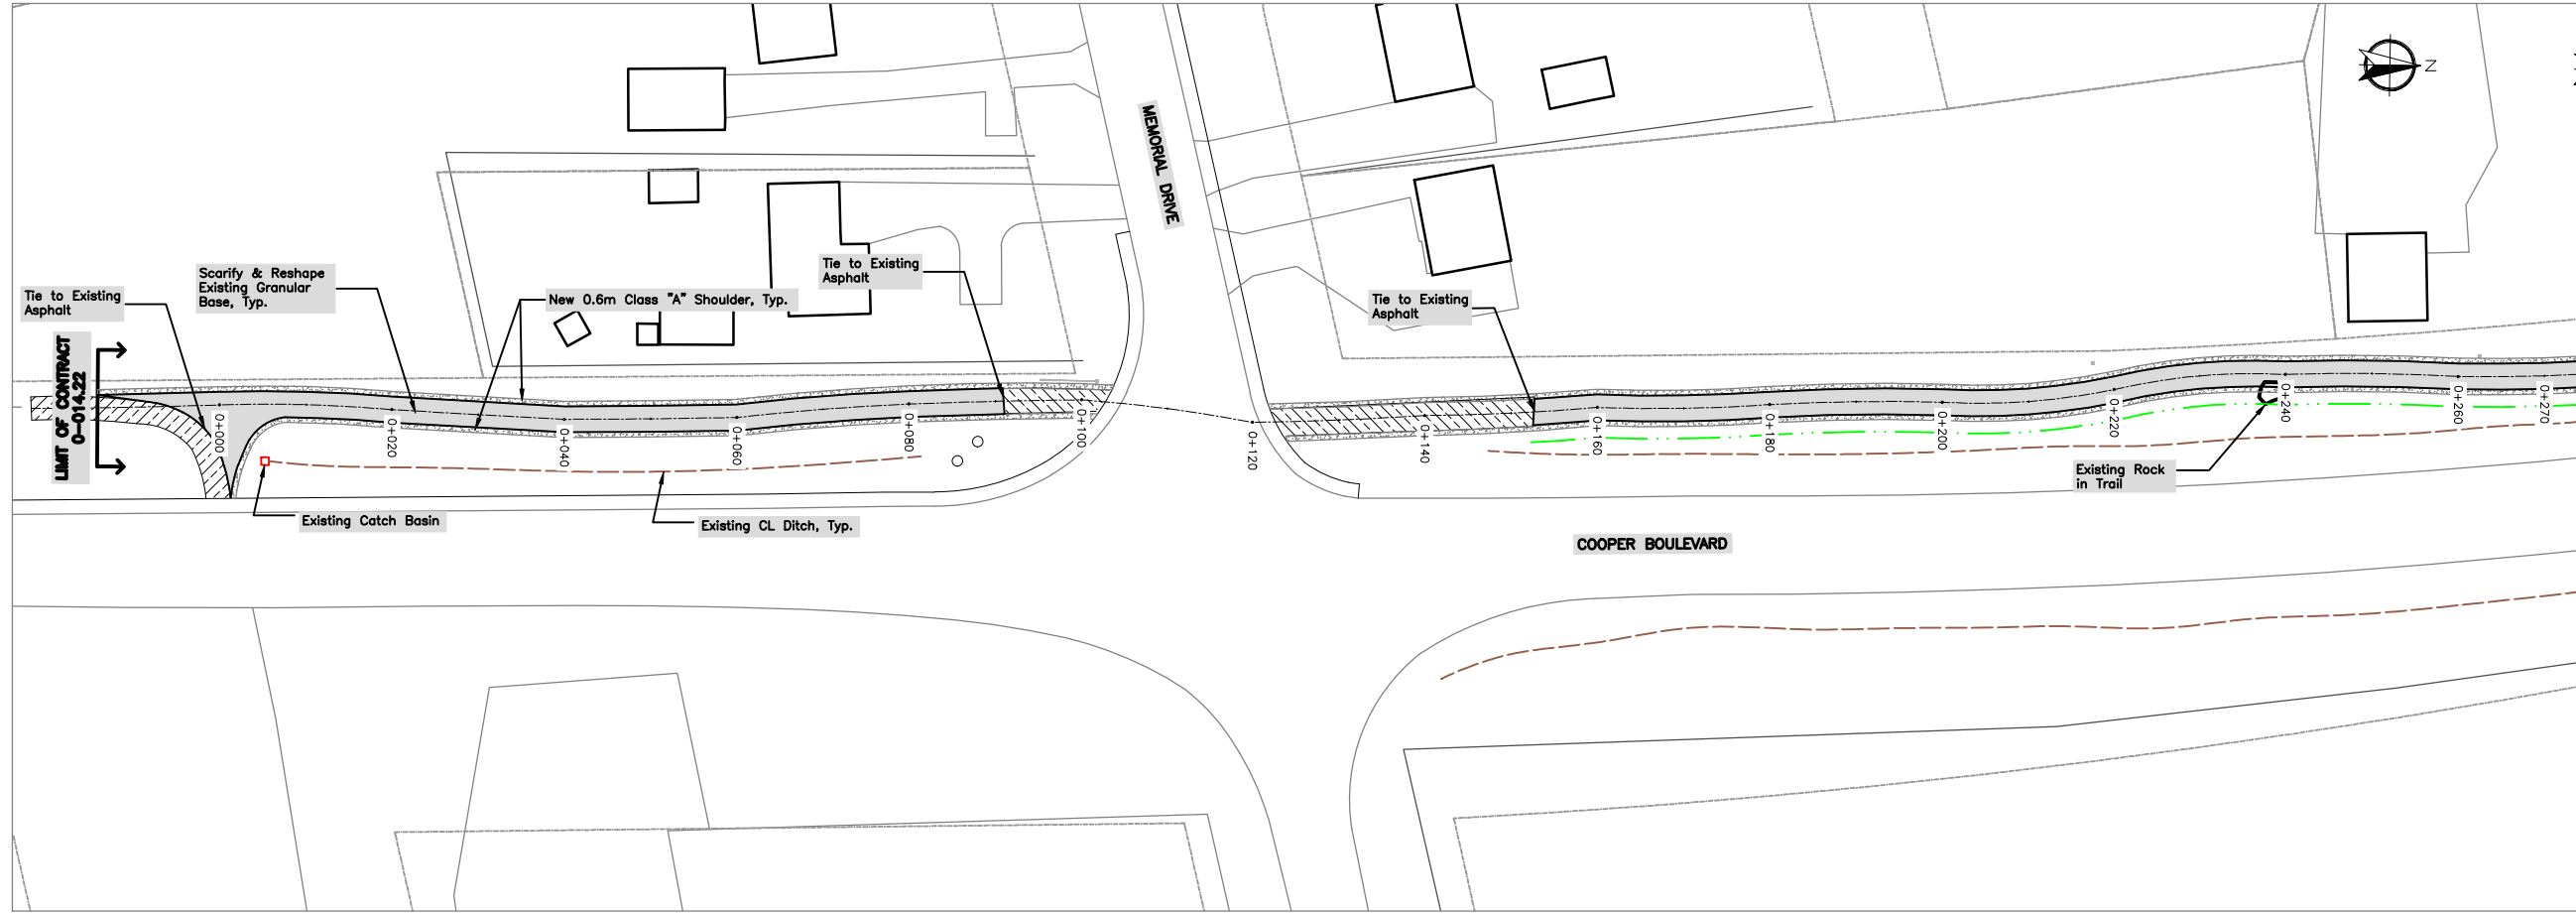 N
MEMORIAL DRIVE
Tie to Existing
Asphalt
LIMIT OF CONTRACT
0-014.22
Scarify & Reshape
Existing Granular
Base, Typ.
New 0.6m Class "A" Shoulder, Typ.
Tie to Existing
Asphalt
Tie to Existing
Asphalt
0+000
0+020
0+040
0+060
0+080
0+100
0+120
0+140
0+160
0+180
0+200
0+220
0+240
0+260
0+270
Existing Catch Basin
Existing CL Ditch, Typ.
Existing Rock
in Trail
COOPER BOULEVARD